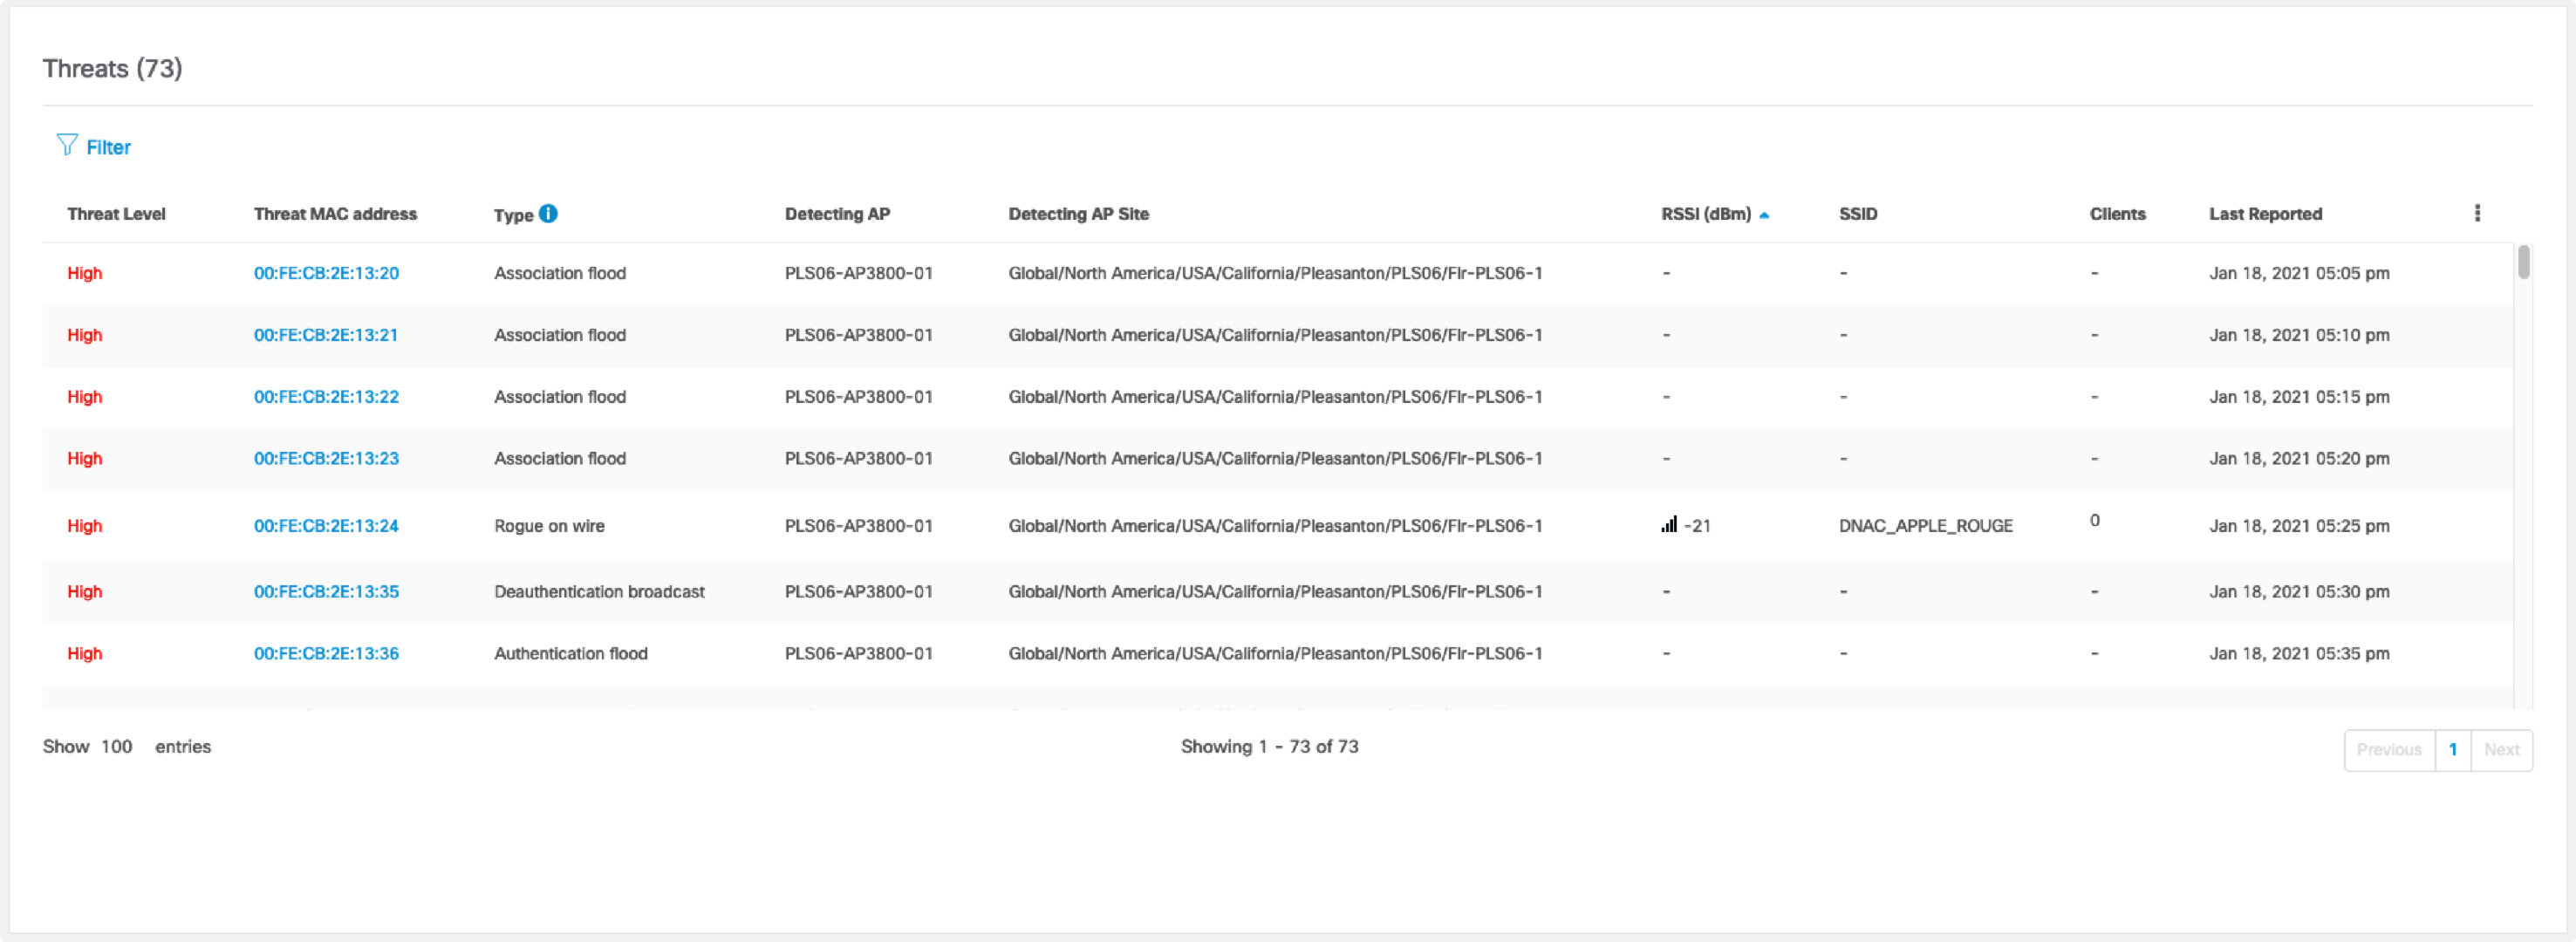 Threats (73)
Filter
Threat Level Threat MAC address Type Detecting AP Detecting AP Site RSSI (dBm) SSID Clients Last Reported
High 00:FE:CB:2E:13:20 Association flood PLS06-AP3800-01 Global/North America/USA/California/Pleasanton/PLS06/Flr-PLS06-1 - - - Jan 18, 2021 05:05 pm
High 00:FE:CB:2E:13:21 Association flood PLS06-AP3800-01 Global/North America/USA/California/Pleasanton/PLS06/Flr-PLS06-1 - - - Jan 18, 2021 05:10 pm
High 00:FE:CB:2E:13:22 Association flood PLS06-AP3800-01 Global/North America/USA/California/Pleasanton/PLS06/Flr-PLS06-1 - - - Jan 18, 2021 05:15 pm
High 00:FE:CB:2E:13:23 Association flood PLS06-AP3800-01 Global/North America/USA/California/Pleasanton/PLS06/Flr-PLS06-1 - - - Jan 18, 2021 05:20 pm
High 00:FE:CB:2E:13:24 Rogue on wire PLS06-AP3800-01 Global/North America/USA/California/Pleasanton/PLS06/Flr-PLS06-1 -21 DNAC_APPLE_ROUGE 0 Jan 18, 2021 05:25 pm
High 00:FE:CB:2E:13:35 Deauthentication broadcast PLS06-AP3800-01 Global/North America/USA/California/Pleasanton/PLS06/Flr-PLS06-1 - - - Jan 18, 2021 05:30 pm
High 00:FE:CB:2E:13:36 Authentication flood PLS06-AP3800-01 Global/North America/USA/California/Pleasanton/PLS06/Flr-PLS06-1 - - - Jan 18, 2021 05:35 pm
Show 100 entries Showing 1 - 73 of 73 Previous 1 Next